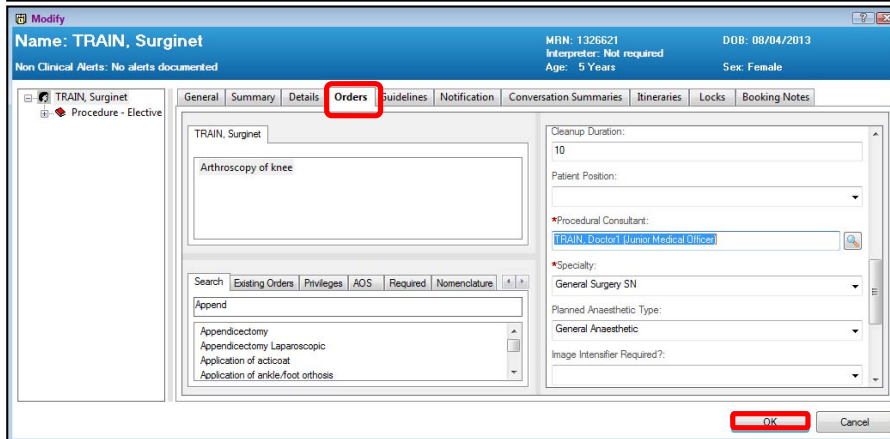 Modify
Name: TRAIN, Surginet
MRN: 1326621
DOB: 08/04/2013
Interpreter: Not required
Non Clinical Alerts: No alerts documented
Age: 5 Years
Sex: Female
TRAIN, Surginet
Procedure - Elective
General Summary Details Orders Guidelines Notification Conversation Summaries Itineraries Locks Booking Notes
TRAIN, Surginet
Arthroscopy of knee
Search Existing Orders Privileges AOS Required Nomenclature
Append
Appendicectomy
Appendicectomy Laparoscopic
Application of acticoat
Application of ankle/foot orthosis
Cleanup Duration:
10
Patient Position:
*Procedural Consultant:
TRAIN, Doctor1 (Junior Medical Officer)
*Specialty:
General Surgery SN
Planned Anaesthetic Type:
General Anaesthetic
Image Intensifier Required?:
OK Cancel